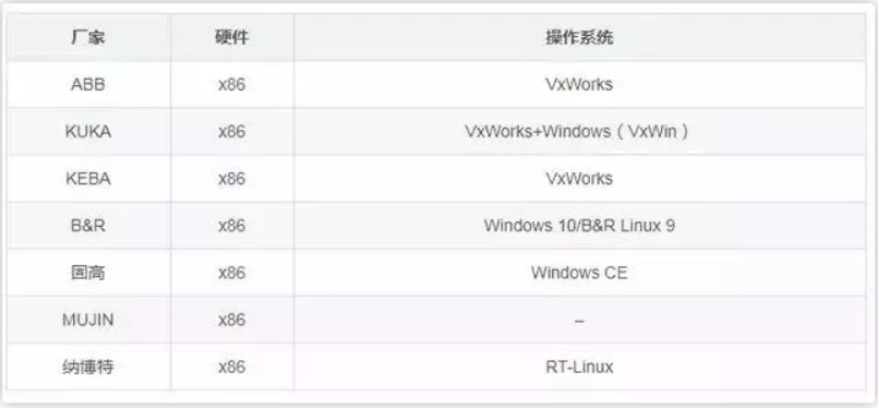 厂家 硬件 操作系统
ABB x86 VxWorks
KUKA x86 VxWorks+Windows（VxWin）
KEBA x86 VxWorks
B&R x86 Windows 10/B&R Linux 9
固高 x86 Windows CE
MUJIN x86 –
纳博特 x86 RT-Linux